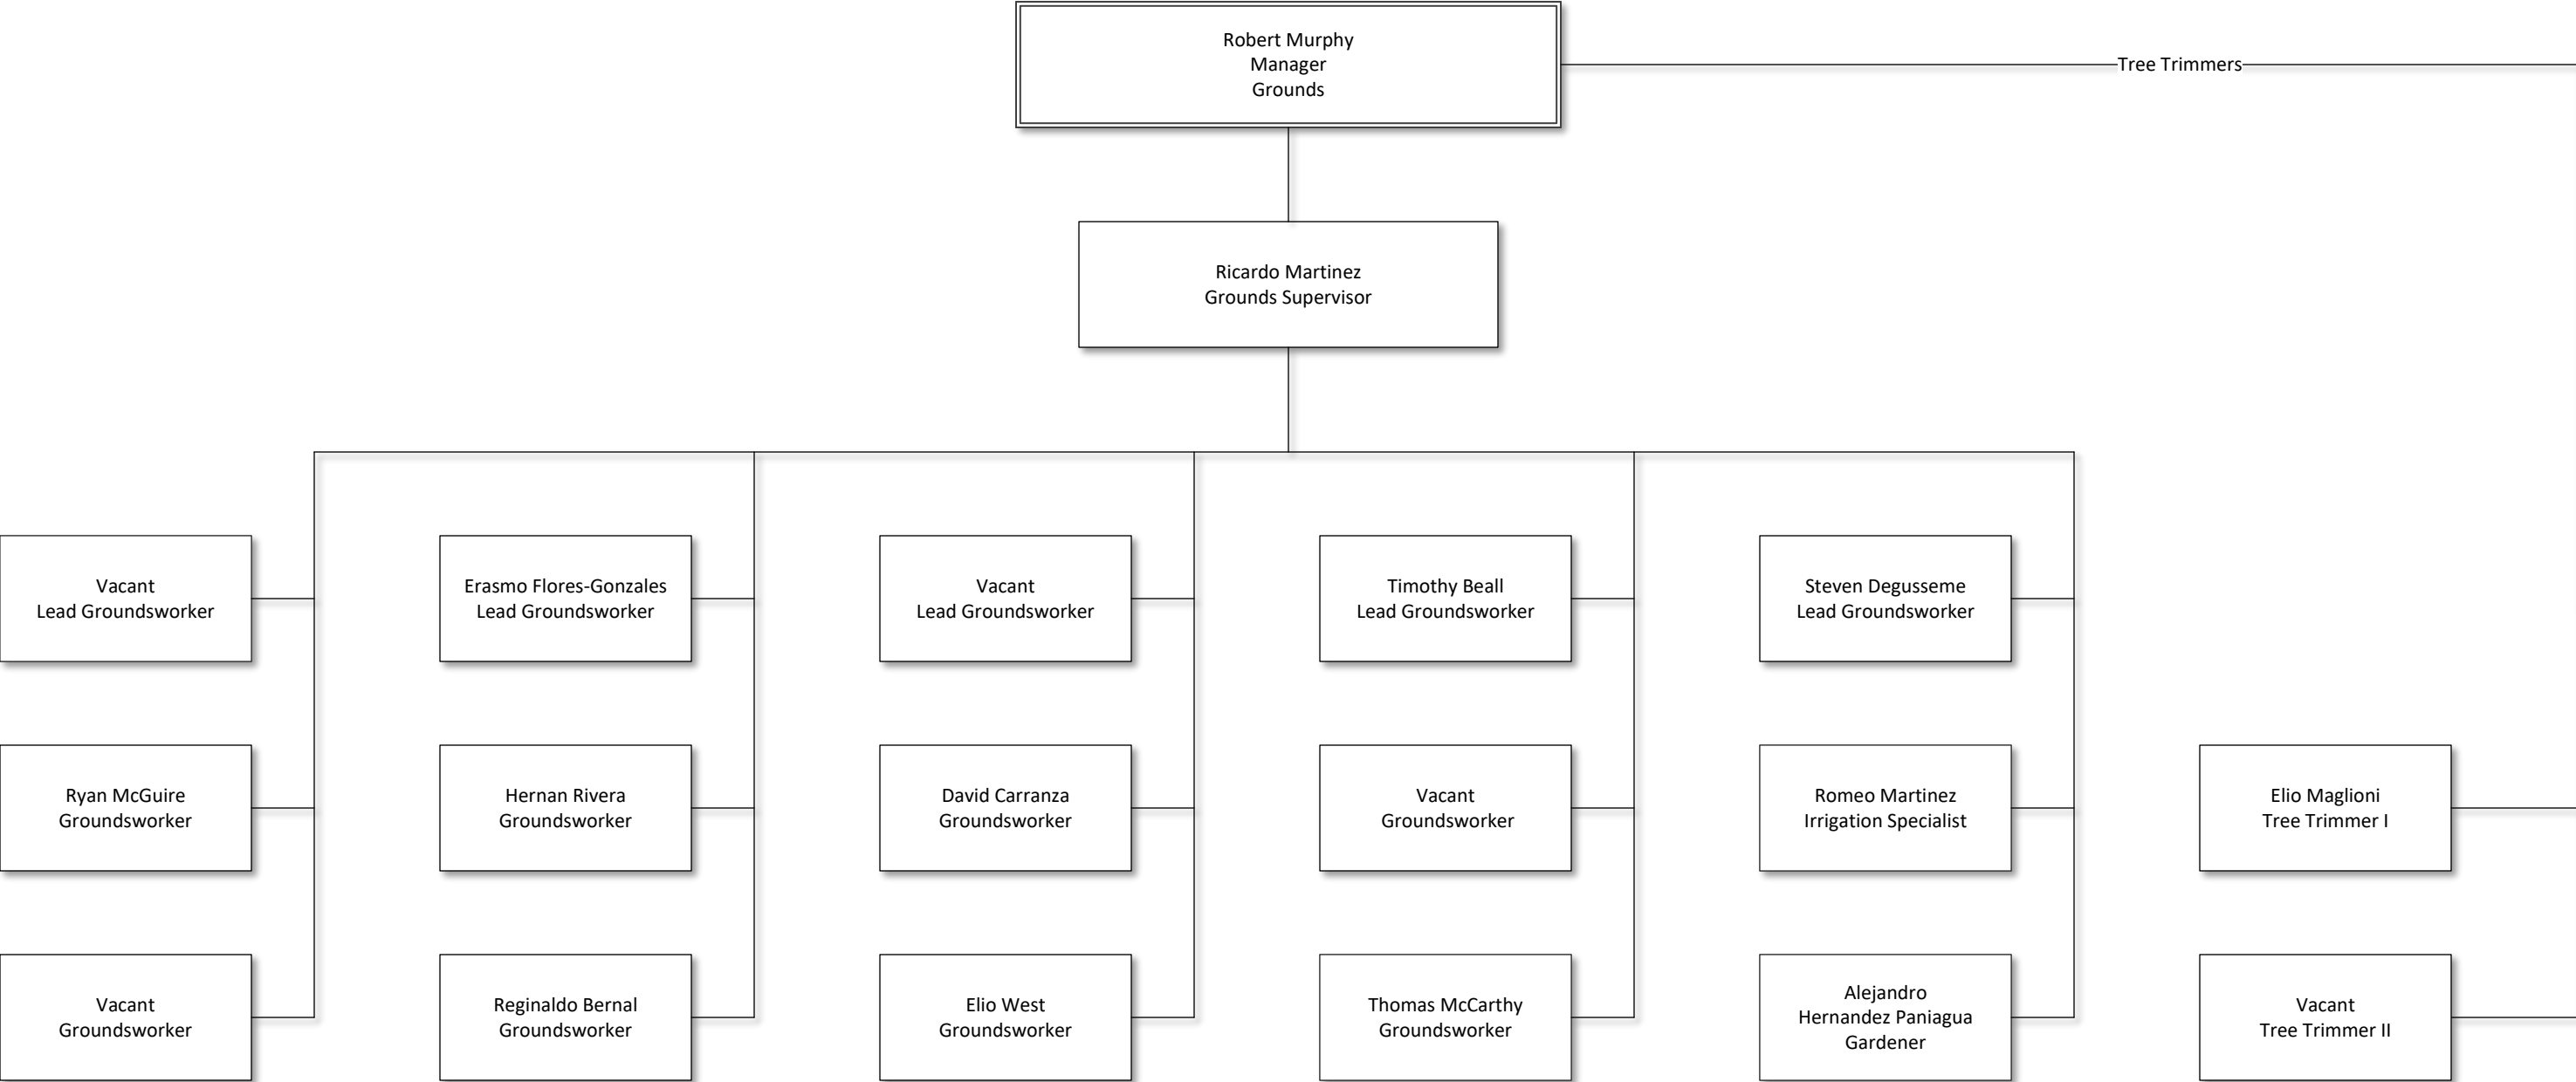 Robert Murphy
Manager
Grounds
Tree Trimmers
Ricardo Martinez
Grounds Supervisor
Vacant
Lead Groundsworker
Erasmo Flores-Gonzales
Lead Groundsworker
Vacant
Lead Groundsworker
Timothy Beall
Lead Groundsworker
Steven Degusseme
Lead Groundsworker
Ryan McGuire
Groundsworker
Hernan Rivera
Groundsworker
David Carranza
Groundsworker
Vacant
Groundsworker
Romeo Martinez
Irrigation Specialist
Elio Maglioni
Tree Trimmer I
Vacant
Groundsworker
Reginaldo Bernal
Groundsworker
Elio West
Groundsworker
Thomas McCarthy
Groundsworker
Alejandro
Hernandez Paniagua
Gardener
Vacant
Tree Trimmer II